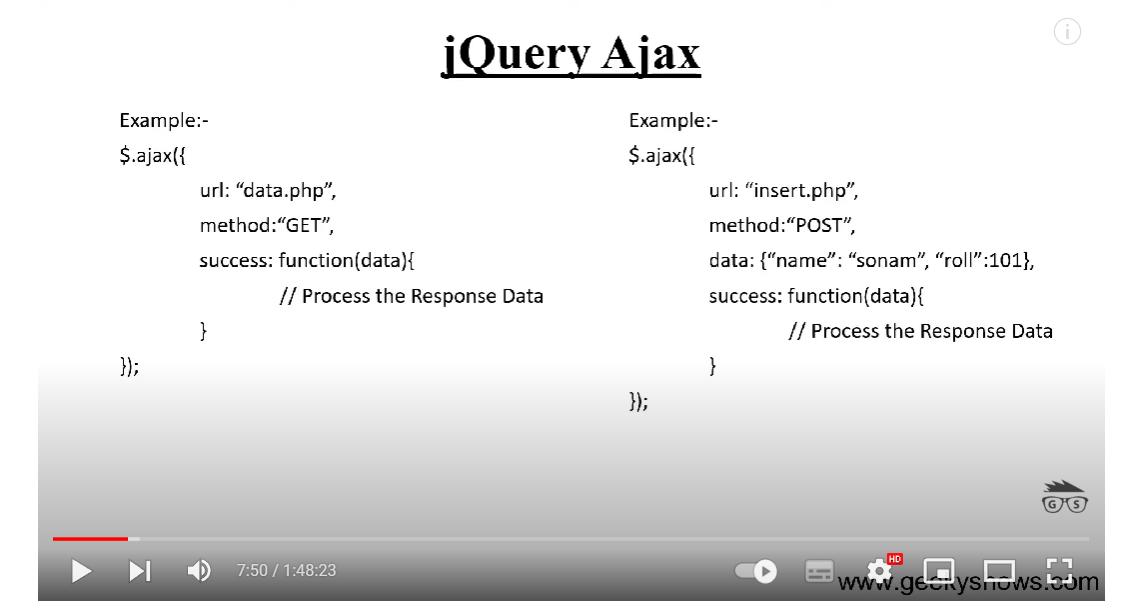 jQuery Ajax
Example:-
$.ajax({
url: “data.php”,
method:“GET”,
success: function(data){
// Process the Response Data
}
});
Example:-
$.ajax({
url: “insert.php”,
method:“POST”,
data: {“name”: “sonam”, “roll”:101},
success: function(data){
// Process the Response Data
}
});
G S
7:50 / 1:48:23
HD
www.geekyshows.com